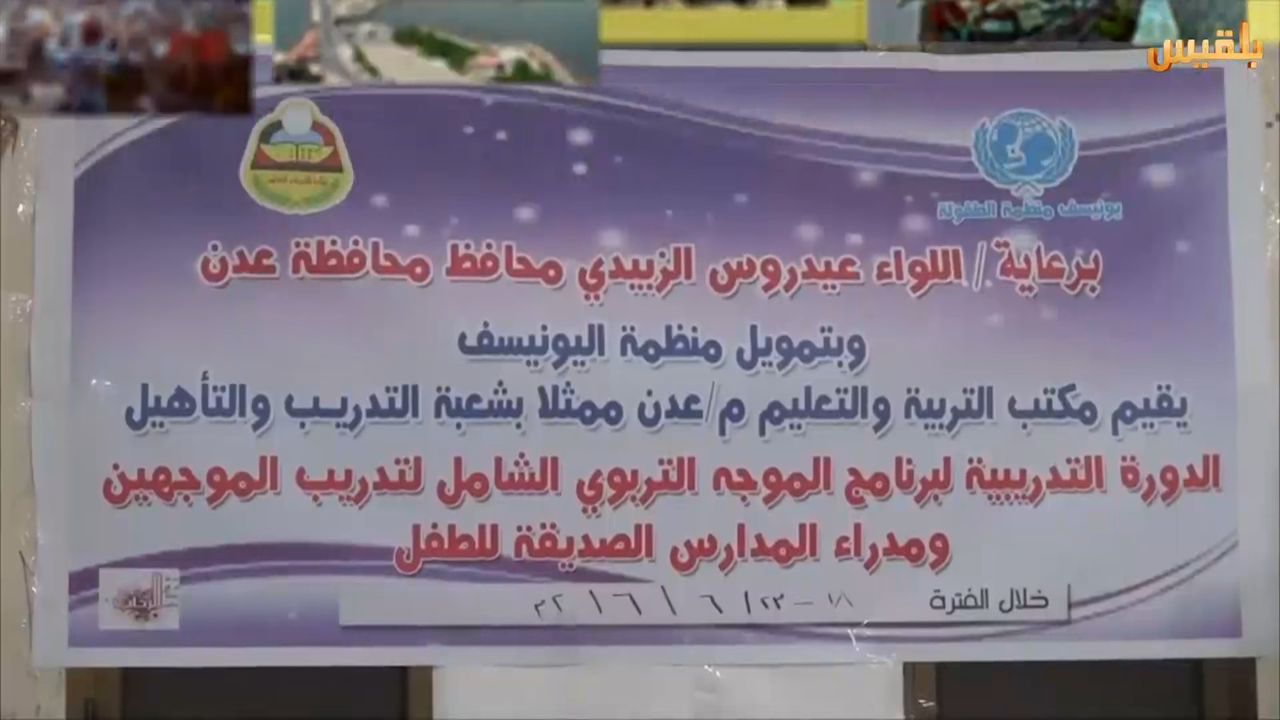 بلقيس
يونيسف منظمة الطفولة
برعاية / اللواء عيدروس الزبيدي محافظ محافظة عدن
وبتمويل منظمة اليونيسف
يقيم مكتب التربية والتعليم م/عدن ممثلا بشعبة التدريب والتأهيل
الدورة التدريبية لبرنامج الموجه التربوي الشامل لتدريب الموجهين
ومدراء المدارس الصديقة للطفل
خلال الفترة ١٨-٢٣/٦/٢٠١٦م